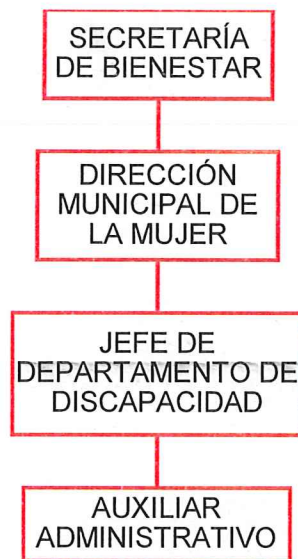 SECRETARÍA
DE BIENESTAR
DIRECCIÓN
MUNICIPAL DE
LA MUJER
JEFE DE
DEPARTAMENTO DE
DISCAPACIDAD
AUXILIAR
ADMINISTRATIVO